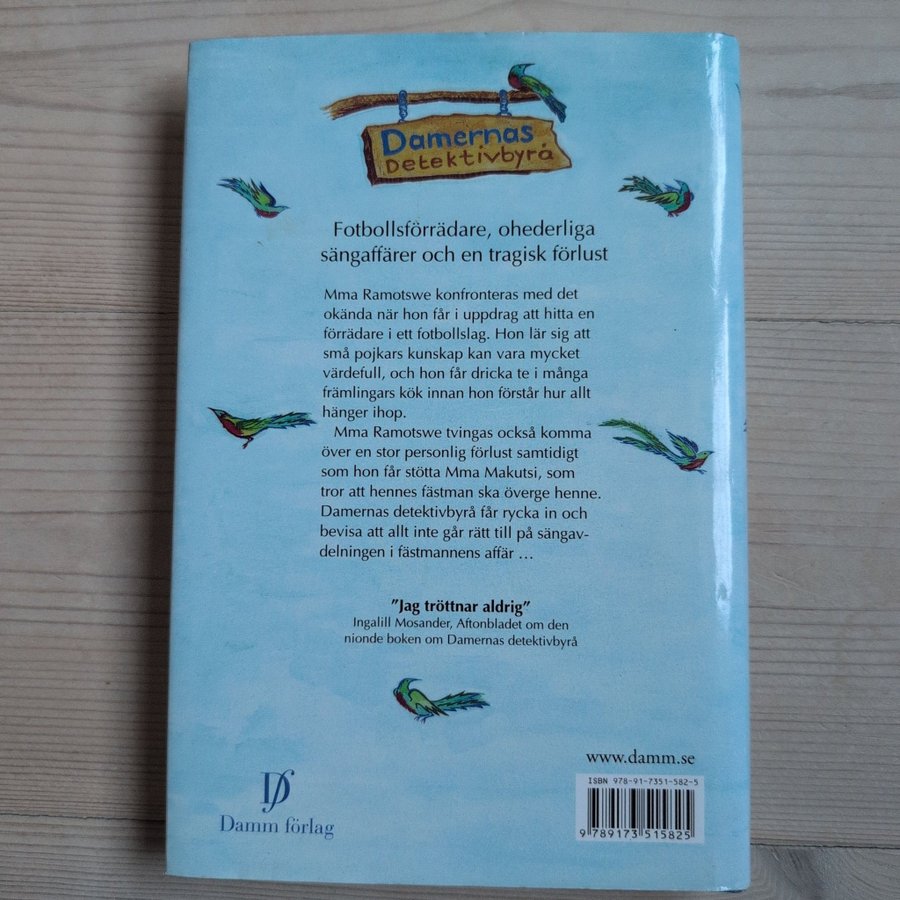 Damernas
Detektivbyrå
Fotbollsförrädare, ohederliga
sängaffärer och en tragisk förlust
Mma Ramotswe konfronteras med det
okända när hon får i uppdrag att hitta en
förrädare i ett fotbollslag. Hon lär sig att
små pojkars kunskap kan vara mycket
värdefull, och hon får dricka te i många
främlingars kök innan hon förstår hur allt
hänger ihop.
Mma Ramotswe tvingas också komma
över en stor personlig förlust samtidigt
som hon får stötta Mma Makutsi, som
tror att hennes fästman ska överge henne.
Damernas detektivbyrå får rycka in och
bevisa att allt inte går rätt till på sängav-
delningen i fästmannens affär ...
”Jag tröttnar aldrig”
Ingalill Mosander, Aftonbladet om den
nionde boken om Damernas detektivbyrå
www.damm.se
ISBN 978-91-7351-582-5
9 789173 515825
Df
Damm förlag